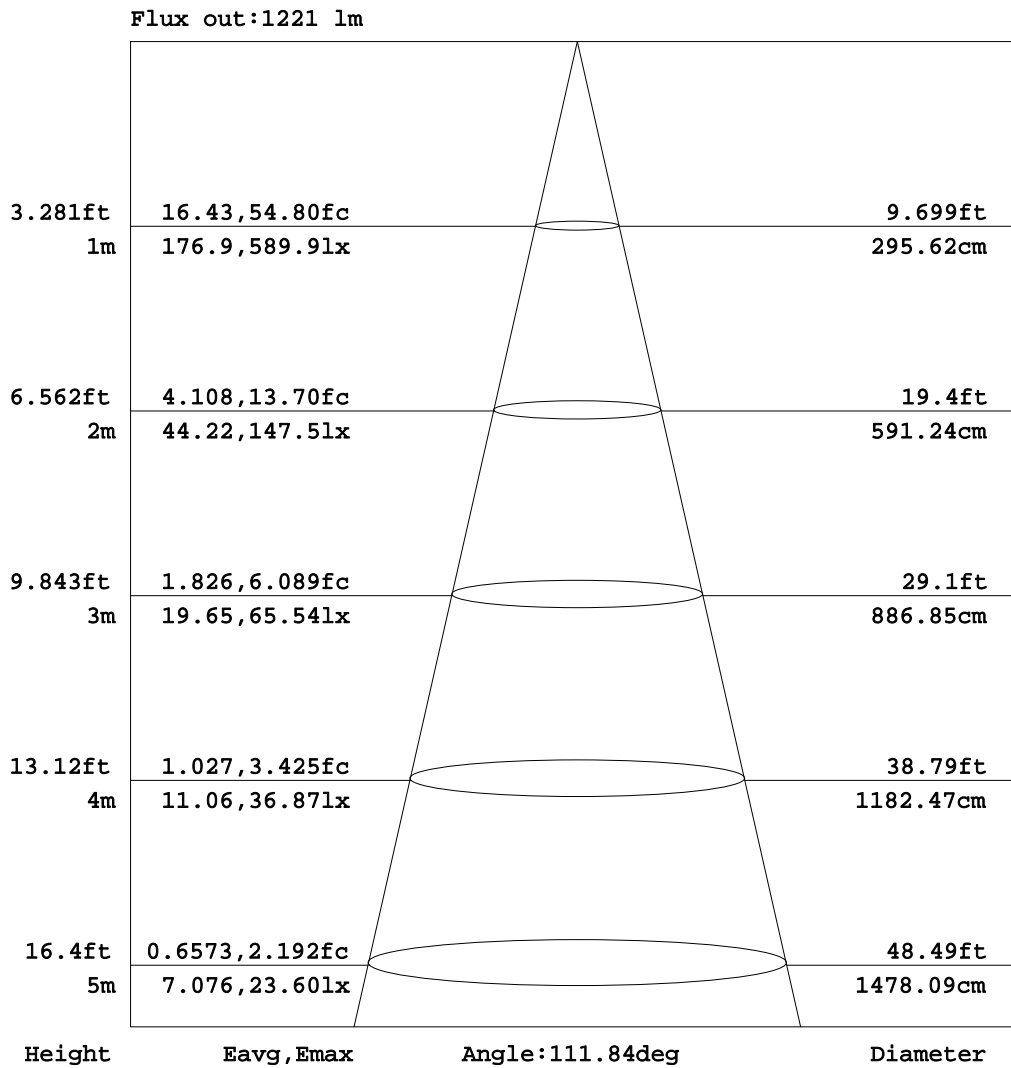 Flux out:1221 lm
3.281ft 16.43,54.80fc 9.699ft
1m 176.9,589.9lx 295.62cm
6.562ft 4.108,13.70fc 19.4ft
2m 44.22,147.5lx 591.24cm
9.843ft 1.826,6.089fc 29.1ft
3m 19.65,65.54lx 886.85cm
13.12ft 1.027,3.425fc 38.79ft
4m 11.06,36.87lx 1182.47cm
16.4ft 0.6573,2.192fc 48.49ft
5m 7.076,23.60lx 1478.09cm
Height Eavg,Emax Angle:111.84deg Diameter